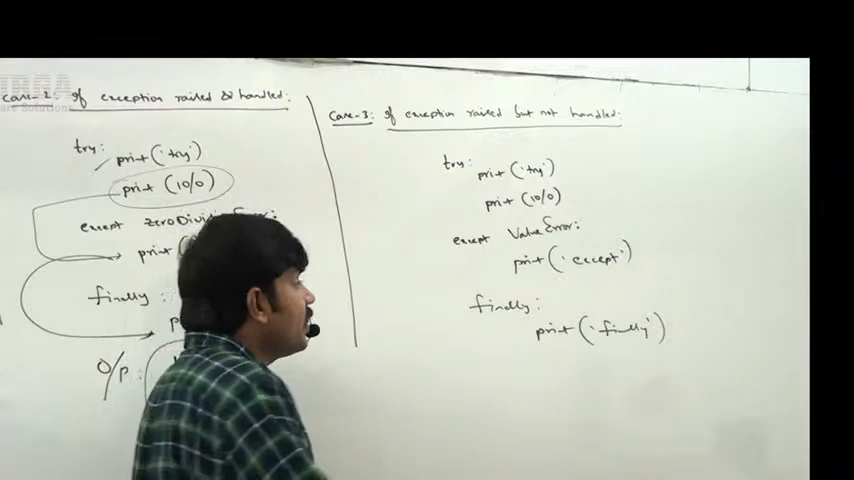 Case-2: If exception raised & handled:
try:
print('try')
print (10/0)
except
print
finally :
O/P :
Case-3: If exception raised but not handled:
try:
print('try')
print (10/0)
except ValueError:
print('except')
finally:
print('finally')